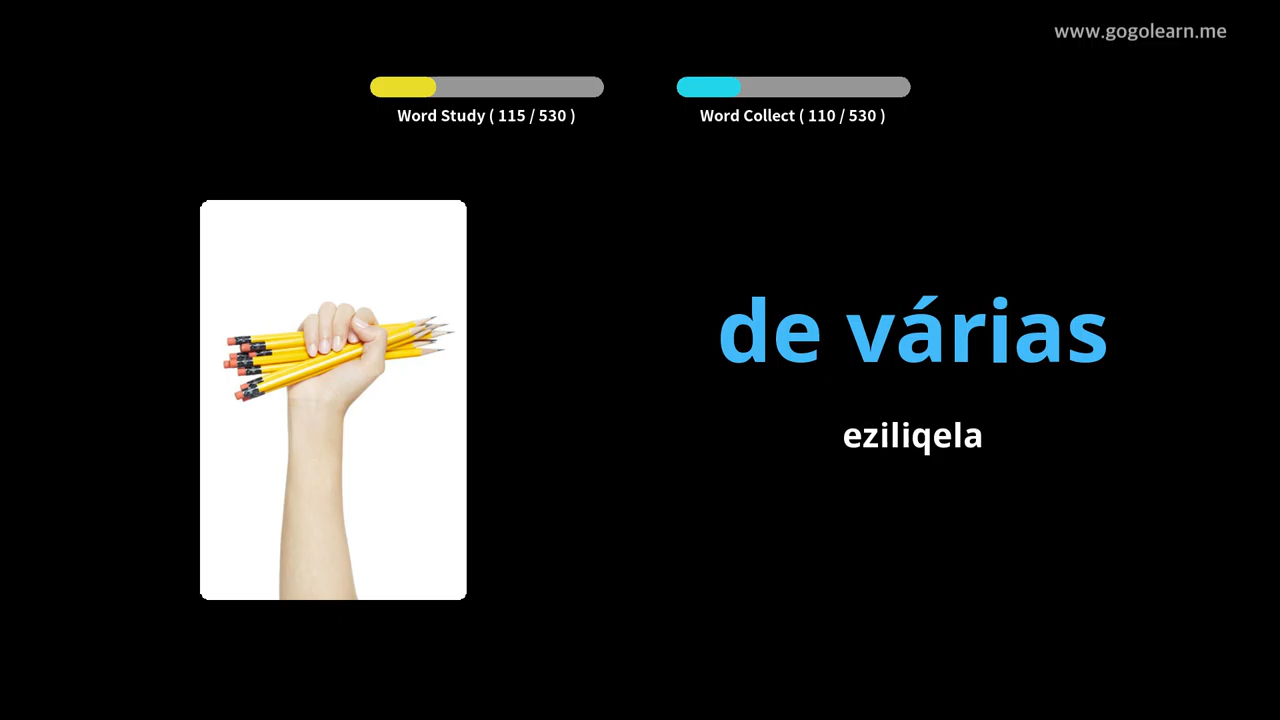 www.gogolearn.me
Word Study ( 115 / 530 )
Word Collect ( 110 / 530 )
de várias
eziliqela